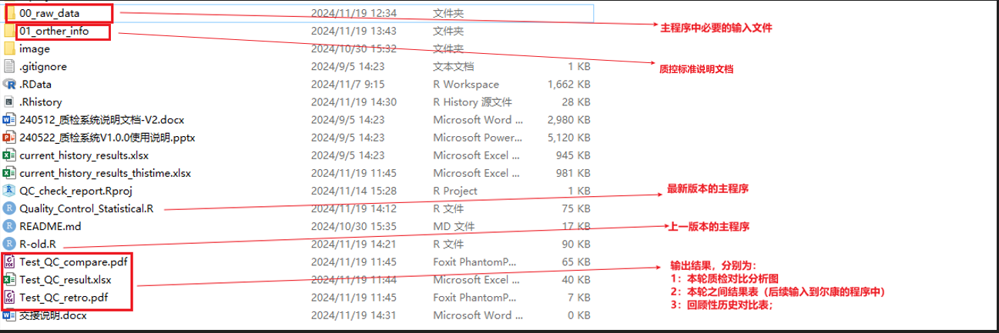 00_raw_data 2024/11/19 12:34 文件夹
主程序中必要的输入文件
01_orther_info 2024/11/19 13:43 文件夹
image 2024/10/30 15:32 文件夹
.gitignore 2024/9/5 14:23 文本文档 1 KB
质控标准说明文档
.RData 2024/11/7 9:15 R Workspace 1,662 KB
.Rhistory 2024/11/19 14:30 R History 源文件 28 KB
240512_质检系统说明文档-V2.docx 2024/9/5 14:23 Microsoft Word ... 2,980 KB
240522_质检系统V1.0.0使用说明.pptx 2024/9/5 14:23 Microsoft Power... 5,120 KB
current_history_results.xlsx 2024/9/5 14:23 Microsoft Excel ... 945 KB
current_history_results_thistime.xlsx 2024/11/19 11:45 Microsoft Excel ... 981 KB
QC_check_report.Rproj 2024/11/14 15:28 R Project 1 KB
最新版本的主程序
Quality_Control_Statistical.R 2024/11/19 14:12 R 文件 75 KB
README.md 2024/10/30 15:35 MD 文件 17 KB
上一版本的主程序
R-old.R 2024/11/19 14:21 R 文件 90 KB
Test_QC_compare.pdf 2024/11/19 11:45 Foxit PhantomP... 65 KB
输出结果，分别为：
Test_QC_result.xlsx 2024/11/19 11:44 Microsoft Excel ... 40 KB
1：本轮质检对比分析图
2：本轮之间结果表（后续输入到尔康的程序中）
Test_QC_retro.pdf 2024/11/19 11:45 Foxit PhantomP... 7 KB
3：回顾性历史对比表；
交接说明.docx 2024/11/19 14:31 Microsoft Word ... 0 KB